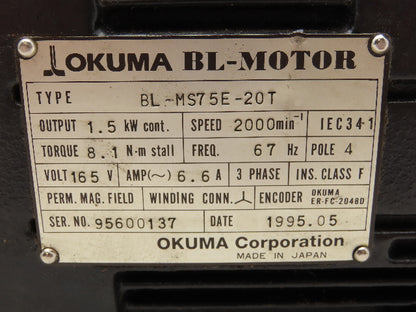 OKUMA BL-MOTOR
TYPE BL-MS75E-20T
OUTPUT 1.5 kW cont. SPEED 2000min⁻¹ IEC34-1
TORQUE 8.1 N-m stall FREQ. 67 Hz POLE 4
VOLT 165 V AMP(~) 6.6A 3 PHASE INS. CLASS F
PERM. MAG. FIELD WINDING CONN. ENCODER OKUMA ER-FC-2048D
SER. NO. 95600137 DATE 1995.05
OKUMA Corporation
MADE IN JAPAN